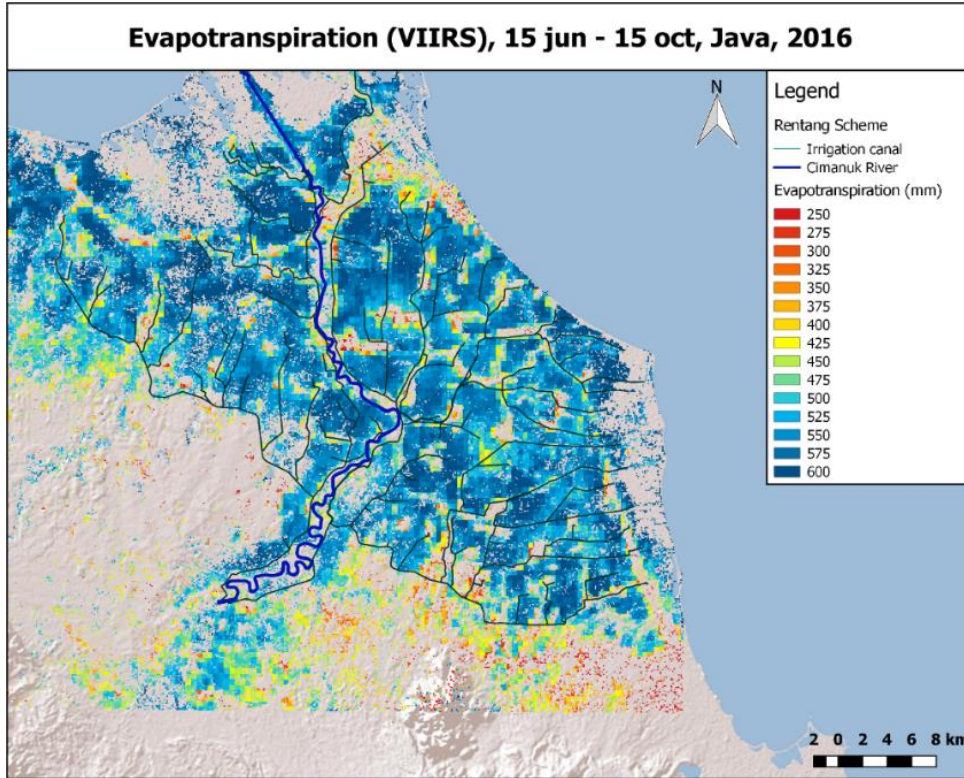 Evapotranspiration (VIIRS), 15 jun - 15 oct, Java, 2016
N
Legend
Rentang Scheme
Irrigation canal
Cimanuk River
Evapotranspiration (mm)
250
275
300
325
350
375
400
425
450
475
500
525
550
575
600
2 0 2 4 6 8 km